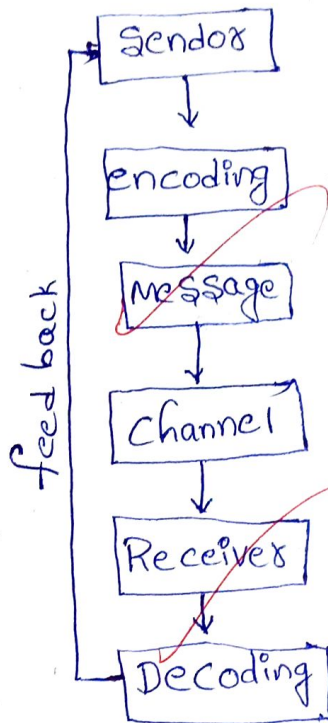 Sendor
encoding
Message
Channel
Receiver
Decoding
feed back